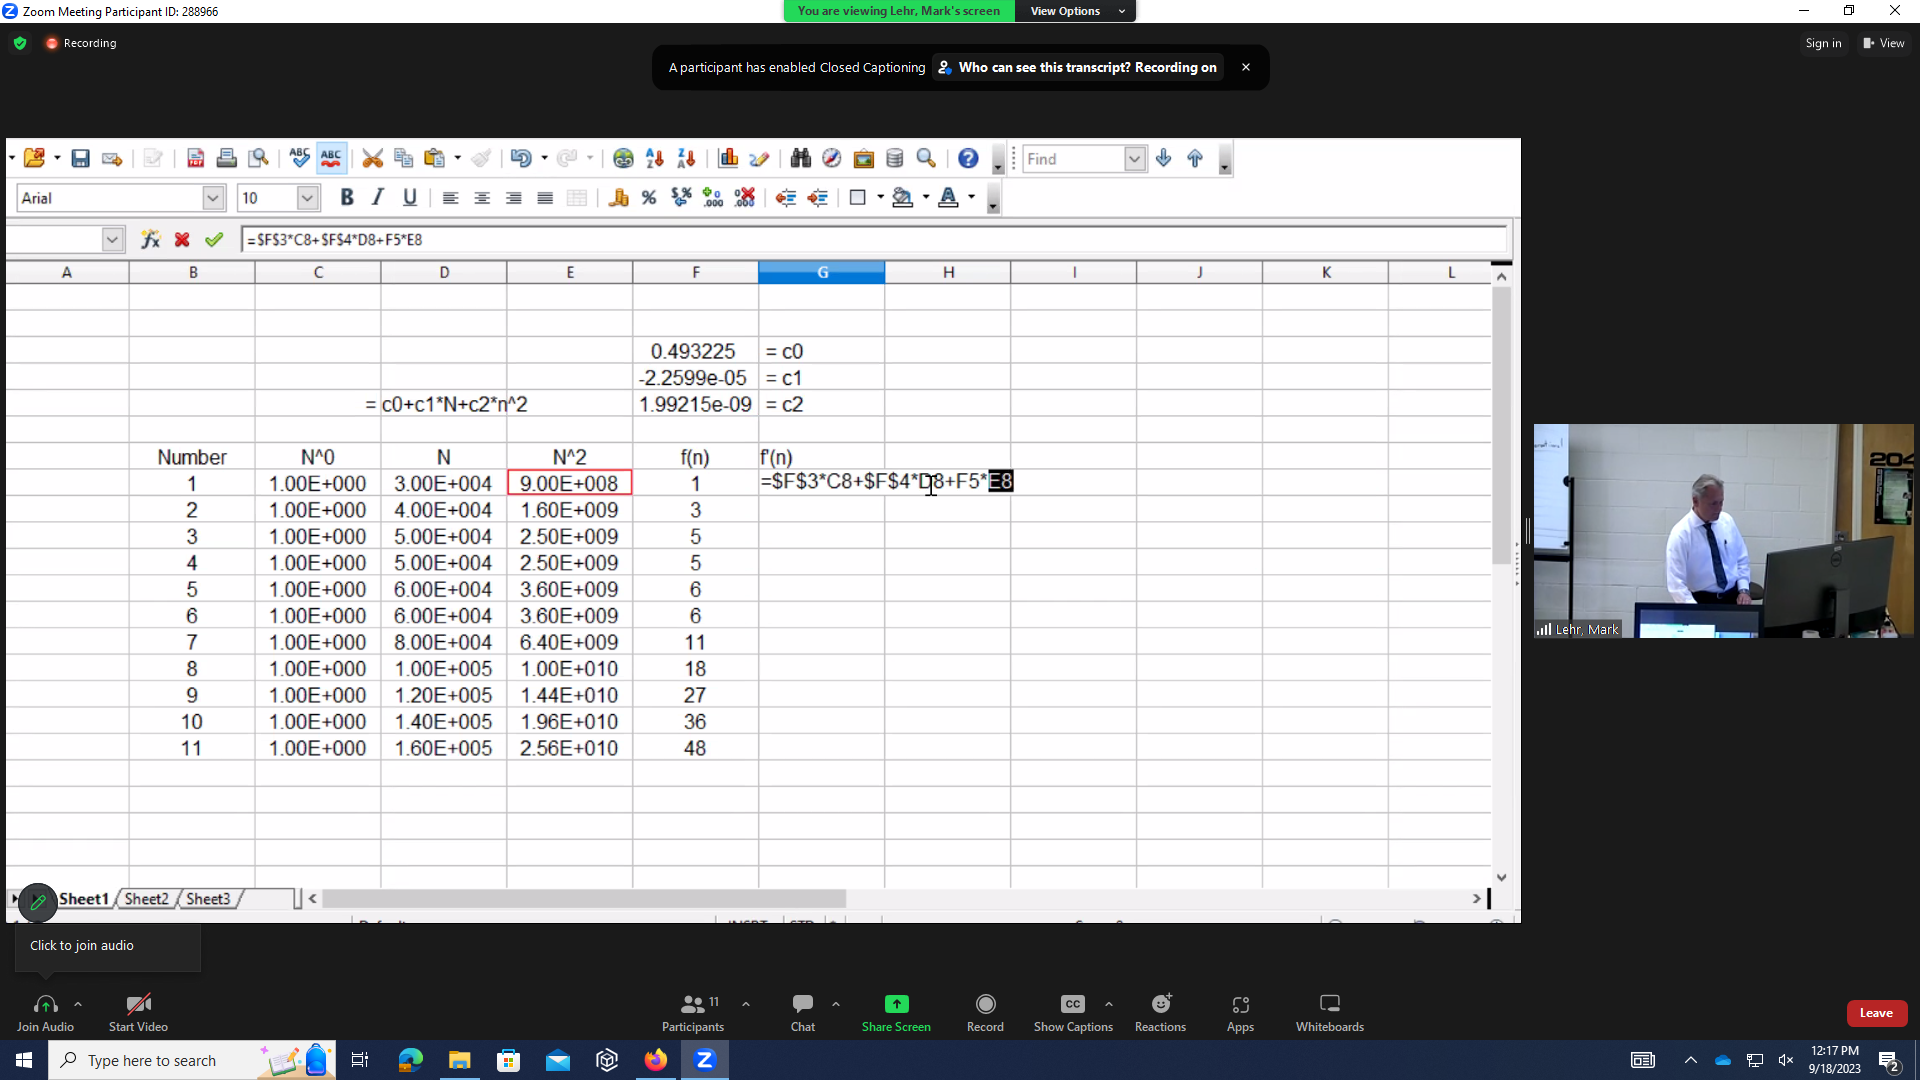 Zoom Meeting Participant ID: 288966
You are viewing Lehr, Mark's screen
View Options
Recording
Sign in
View
A participant has enabled Closed Captioning
Who can see this transcript? Recording on
ABC
ABC
Find
Arial
10
B I U
=$F$3*C8+$F$4*D8+F5*E8
A B C D E F G H I J K L
0.493225 = c0
-2.2599e-05 = c1
= c0+c1*N+c2*n^2 1.99215e-09 = c2
Number N^0 N N^2 f(n) f'(n)
1 1.00E+000 3.00E+004 9.00E+008 1 =$F$3*C8+$F$4*D8+F5*E8
2 1.00E+000 4.00E+004 1.60E+009 3
3 1.00E+000 5.00E+004 2.50E+009 5
4 1.00E+000 5.00E+004 2.50E+009 5
5 1.00E+000 6.00E+004 3.60E+009 6
6 1.00E+000 6.00E+004 3.60E+009 6
7 1.00E+000 8.00E+004 6.40E+009 11
8 1.00E+000 1.00E+005 1.00E+010 18
9 1.00E+000 1.20E+005 1.44E+010 27
10 1.00E+000 1.40E+005 1.96E+010 36
11 1.00E+000 1.60E+005 2.56E+010 48
Sheet1 Sheet2 Sheet3
204
Lehr, Mark
Click to join audio
Join Audio
Start Video
11
Participants
Chat
Share Screen
Record
CC
Show Captions
Reactions
Apps
Whiteboards
Leave
Type here to search
12:17 PM
9/18/2023
2